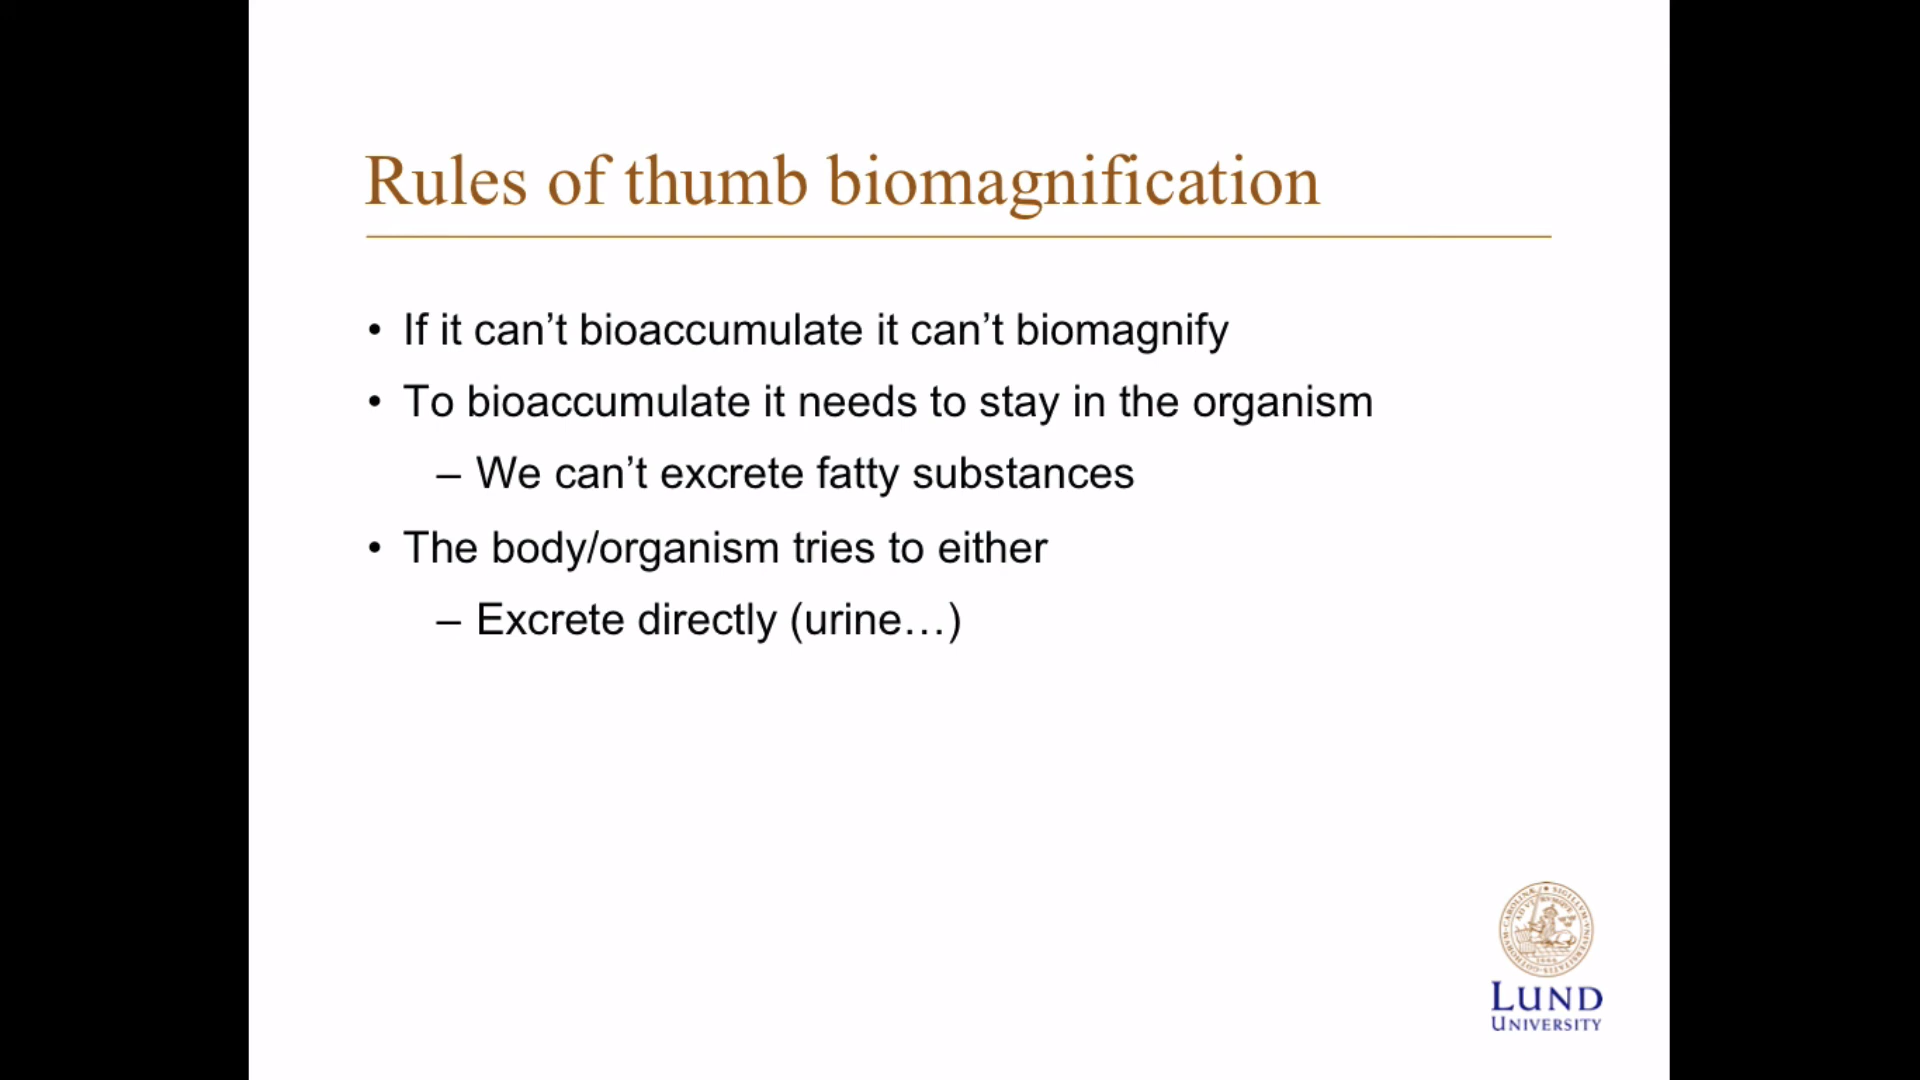 Rules of thumb biomagnification
• If it can’t bioaccumulate it can’t biomagnify
• To bioaccumulate it needs to stay in the organism
– We can’t excrete fatty substances
• The body/organism tries to either
– Excrete directly (urine…)
LUND
UNIVERSITY